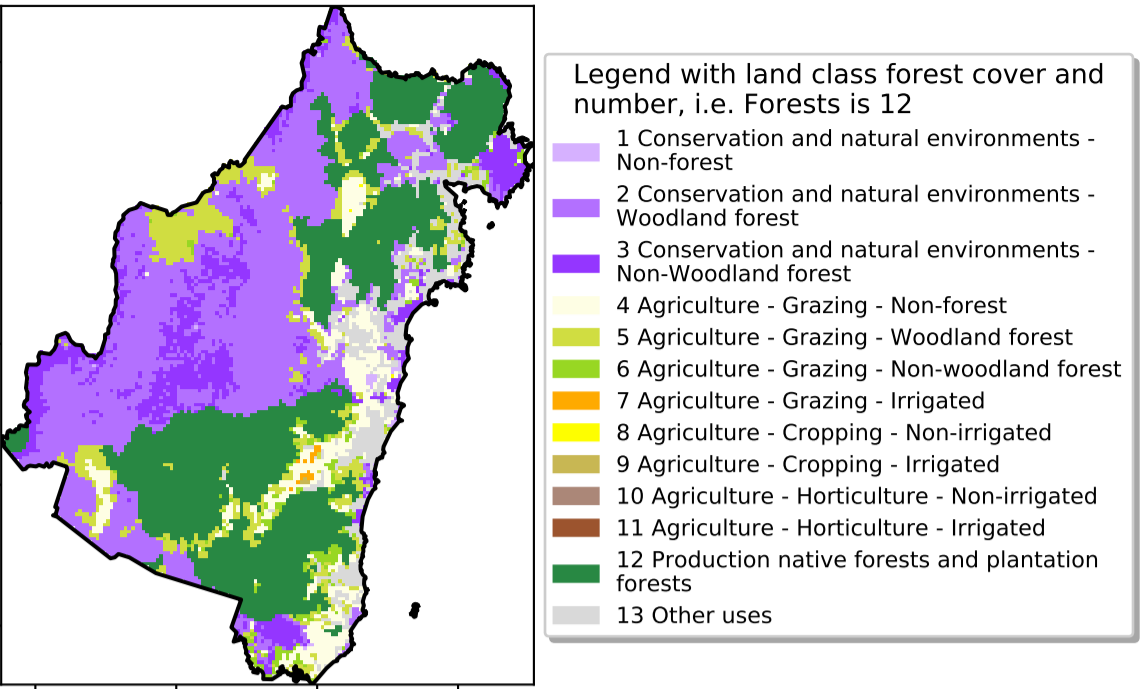 Legend with land class forest cover and
number, i.e. Forests is 12
1 Conservation and natural environments -
Non-forest
2 Conservation and natural environments -
Woodland forest
3 Conservation and natural environments -
Non-Woodland forest
4 Agriculture - Grazing - Non-forest
5 Agriculture - Grazing - Woodland forest
6 Agriculture - Grazing - Non-woodland forest
7 Agriculture - Grazing - Irrigated
8 Agriculture - Cropping - Non-irrigated
9 Agriculture - Cropping - Irrigated
10 Agriculture - Horticulture - Non-irrigated
11 Agriculture - Horticulture - Irrigated
12 Production native forests and plantation
forests
13 Other uses